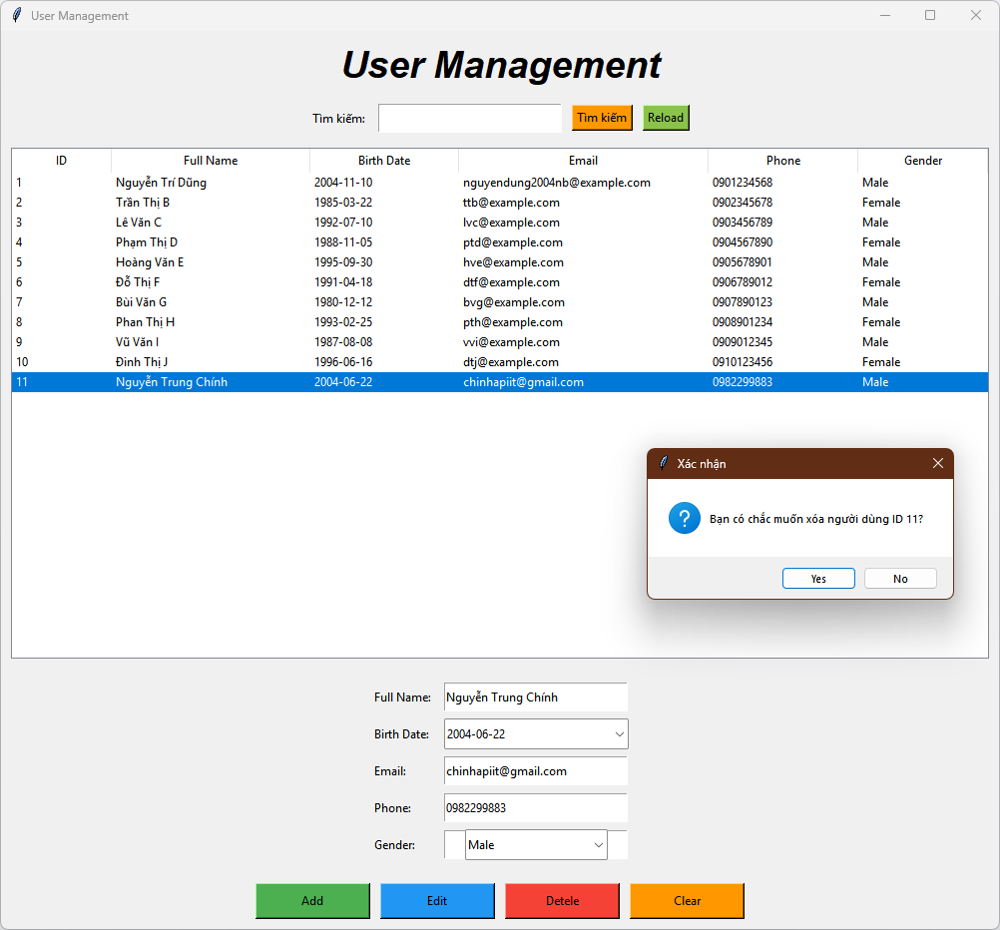 User Management
User Management
Tìm kiếm: Tìm kiếm Reload
ID Full Name Birth Date Email Phone Gender
1 Nguyễn Trí Dũng 2004-11-10 nguyendung2004nb@example.com 0901234568 Male
2 Trần Thị B 1985-03-22 ttb@example.com 0902345678 Female
3 Lê Văn C 1992-07-10 lvc@example.com 0903456789 Male
4 Phạm Thị D 1988-11-05 ptd@example.com 0904567890 Female
5 Hoàng Văn E 1995-09-30 hve@example.com 0905678901 Male
6 Đỗ Thị F 1991-04-18 dtf@example.com 0906789012 Female
7 Bùi Văn G 1980-12-12 bvg@example.com 0907890123 Male
8 Phan Thị H 1993-02-25 pth@example.com 0908901234 Female
9 Vũ Văn I 1987-08-08 vvi@example.com 0909012345 Male
10 Đinh Thị J 1996-06-16 dtj@example.com 0910123456 Female
11 Nguyễn Trung Chính 2004-06-22 chinhapiit@gmail.com 0982299883 Male
Xác nhận
Bạn có chắc muốn xóa người dùng ID 11?
Yes No
Full Name: Nguyễn Trung Chính
Birth Date: 2004-06-22
Email: chinhapiit@gmail.com
Phone: 0982299883
Gender: Male
Add Edit Detele Clear